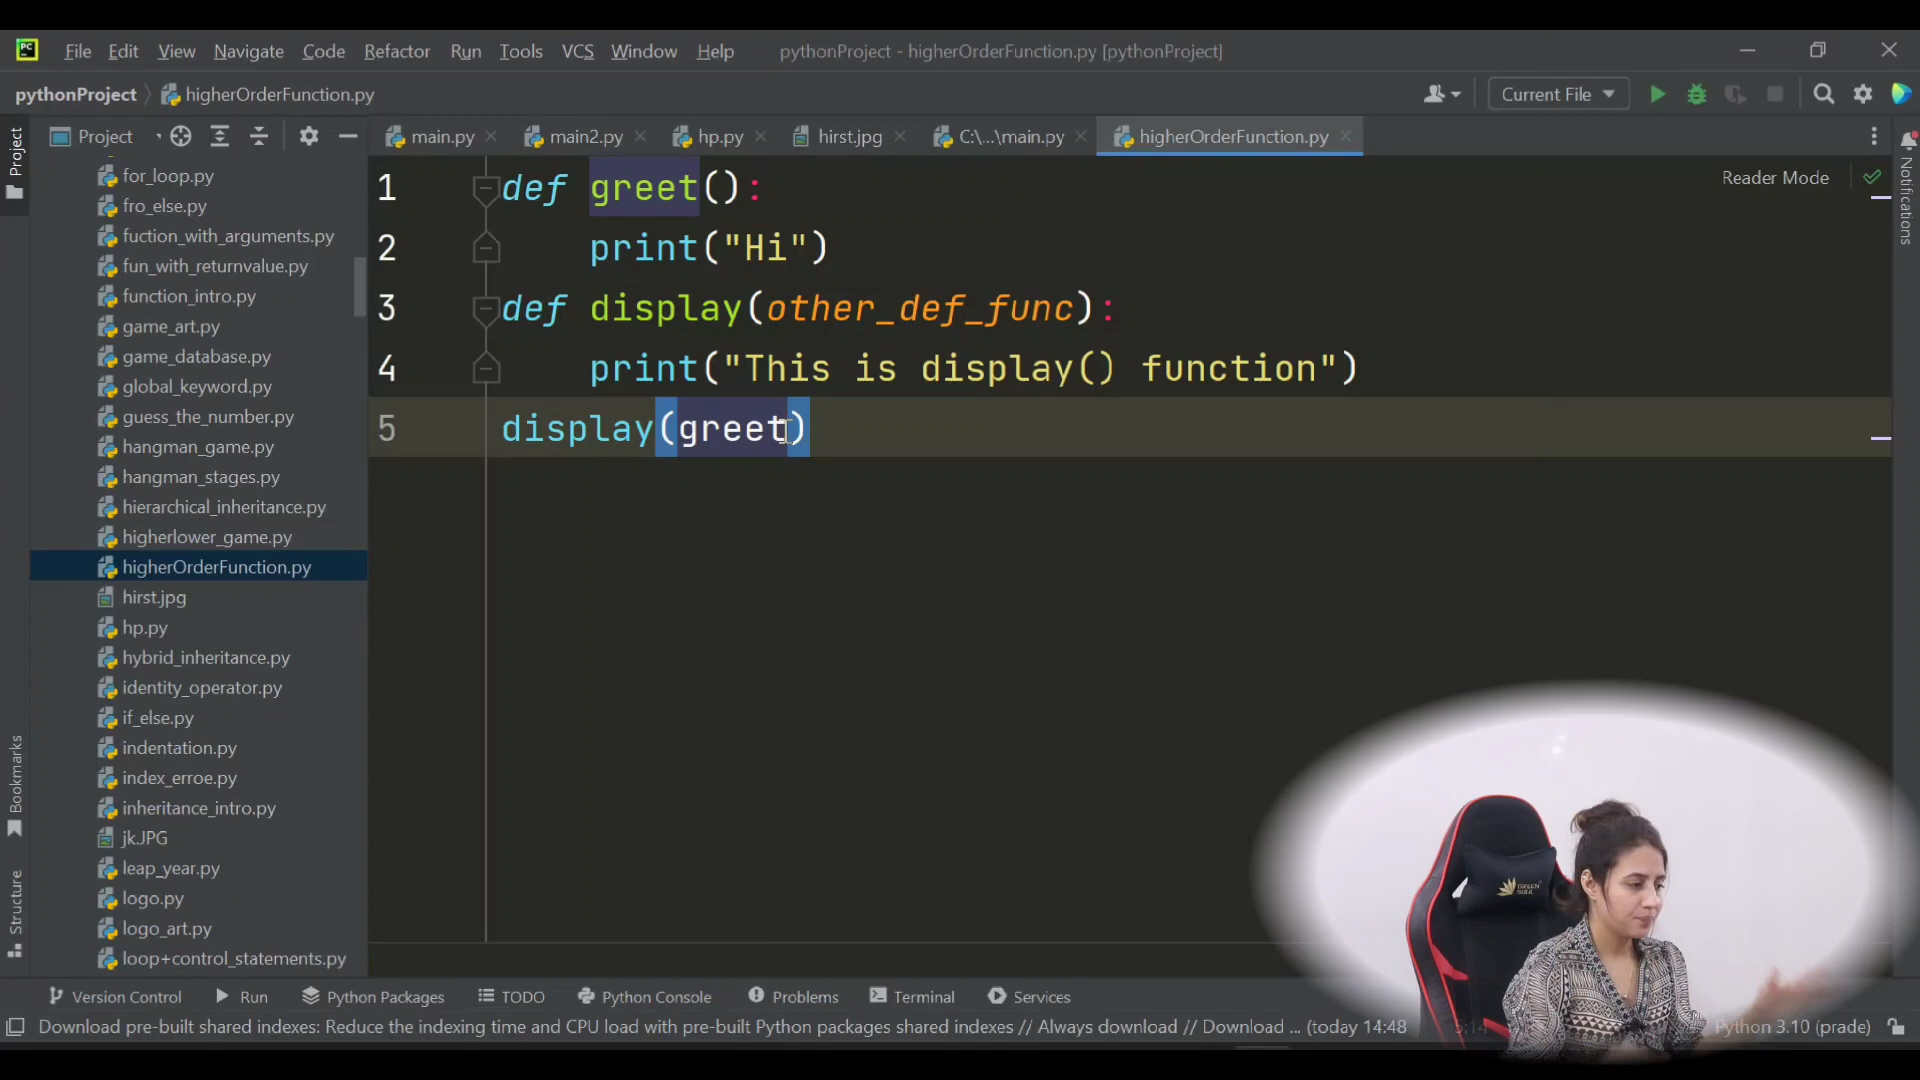 PC File Edit View Navigate Code Refactor Run Tools VCS Window Help pythonProject - higherOrderFunction.py [pythonProject]
pythonProject higherOrderFunction.py Current File
Project Project main.py main2.py hp.py hirst.jpg C:\...\main.py higherOrderFunction.py
Reader Mode
Notifications
for_loop.py
fro_else.py
fuction_with_arguments.py
fun_with_returnvalue.py
function_intro.py
game_art.py
game_database.py
global_keyword.py
guess_the_number.py
hangman_game.py
hangman_stages.py
hierarchical_inheritance.py
higherlower_game.py
higherOrderFunction.py
hirst.jpg
hp.py
hybrid_inheritance.py
identity_operator.py
if_else.py
indentation.py
index_erroe.py
inheritance_intro.py
jk.JPG
leap_year.py
logo.py
logo_art.py
loop+control_statements.py
1 def greet():
2 print("Hi")
3 def display(other_def_func):
4 print("This is display() function")
5 display(greet)
Bookmarks
Structure
GREEN SOUL
Version Control Run Python Packages TODO Python Console Problems Terminal Services
Download pre-built shared indexes: Reduce the indexing time and CPU load with pre-built Python packages shared indexes // Always download // Download ... (today 14:48 5:14 Python 3.10 (prade)